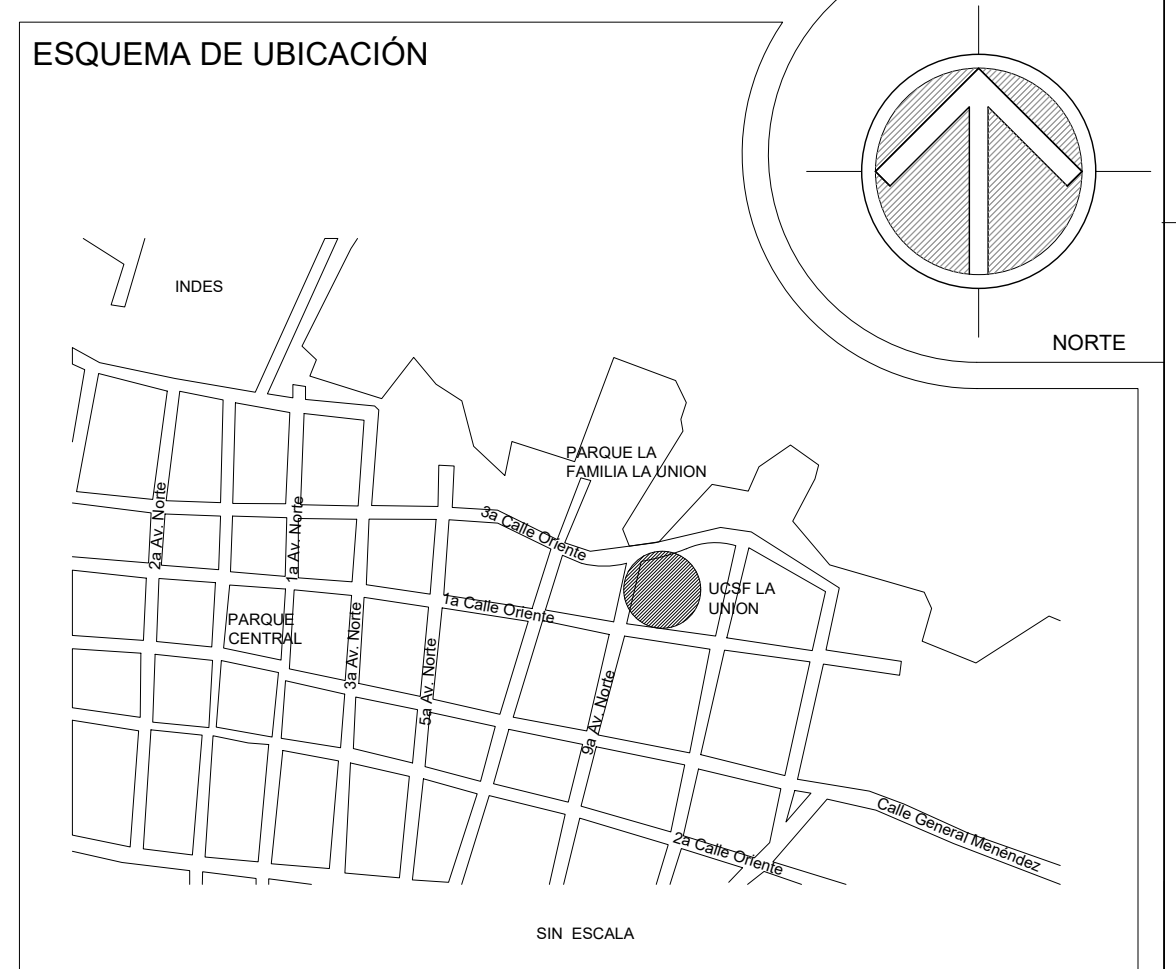 ESQUEMA DE UBICACIÓN
NORTE
INDES
PARQUE LA
FAMILIA LA UNION
3a Calle Oriente
2a Av. Norte
1a Av. Norte
UCSF LA
UNION
1a Calle Oriente
PARQUE
CENTRAL
3a Av. Norte
5a Av. Norte
9a Av. Norte
Calle General Menéndez
2a Calle Oriente
SIN ESCALA